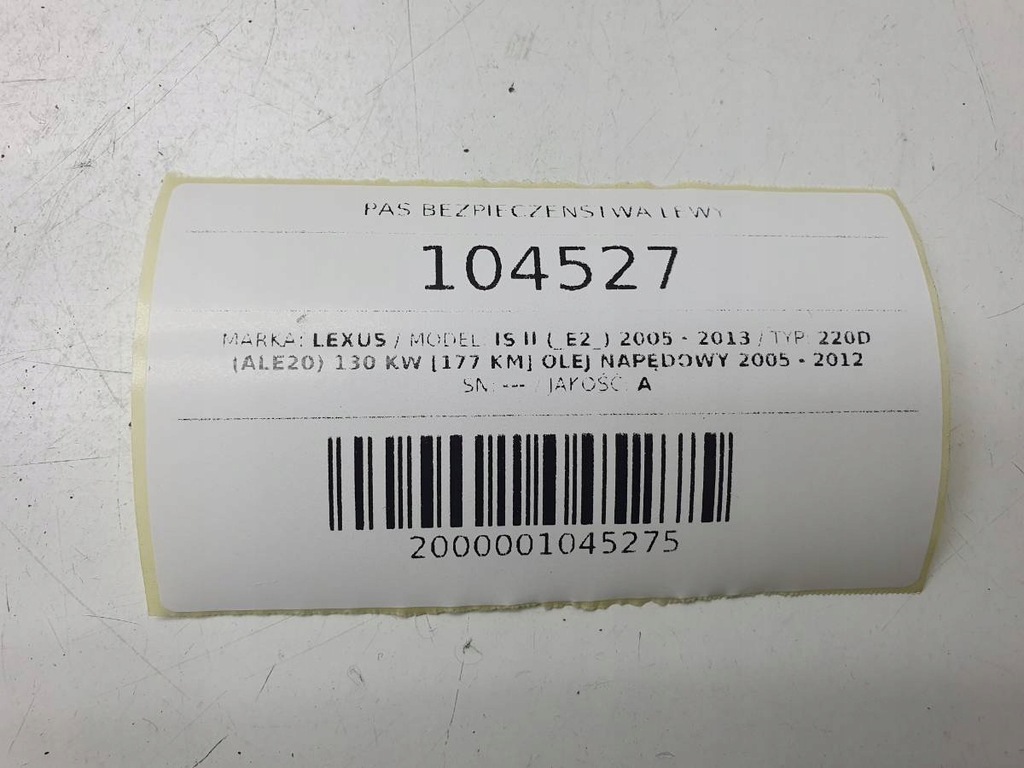 PAS BEZPIECZEŃSTWA LEWY
104527
MARKA: LEXUS / MODEL: IS II (_E2_) 2005 - 2013 / TYP: 220D
(ALE20) 130 KW [177 KM] OLEJ NAPĘDOWY 2005 - 2012
SN: --- / JAKOŚĆ: A
2000001045275